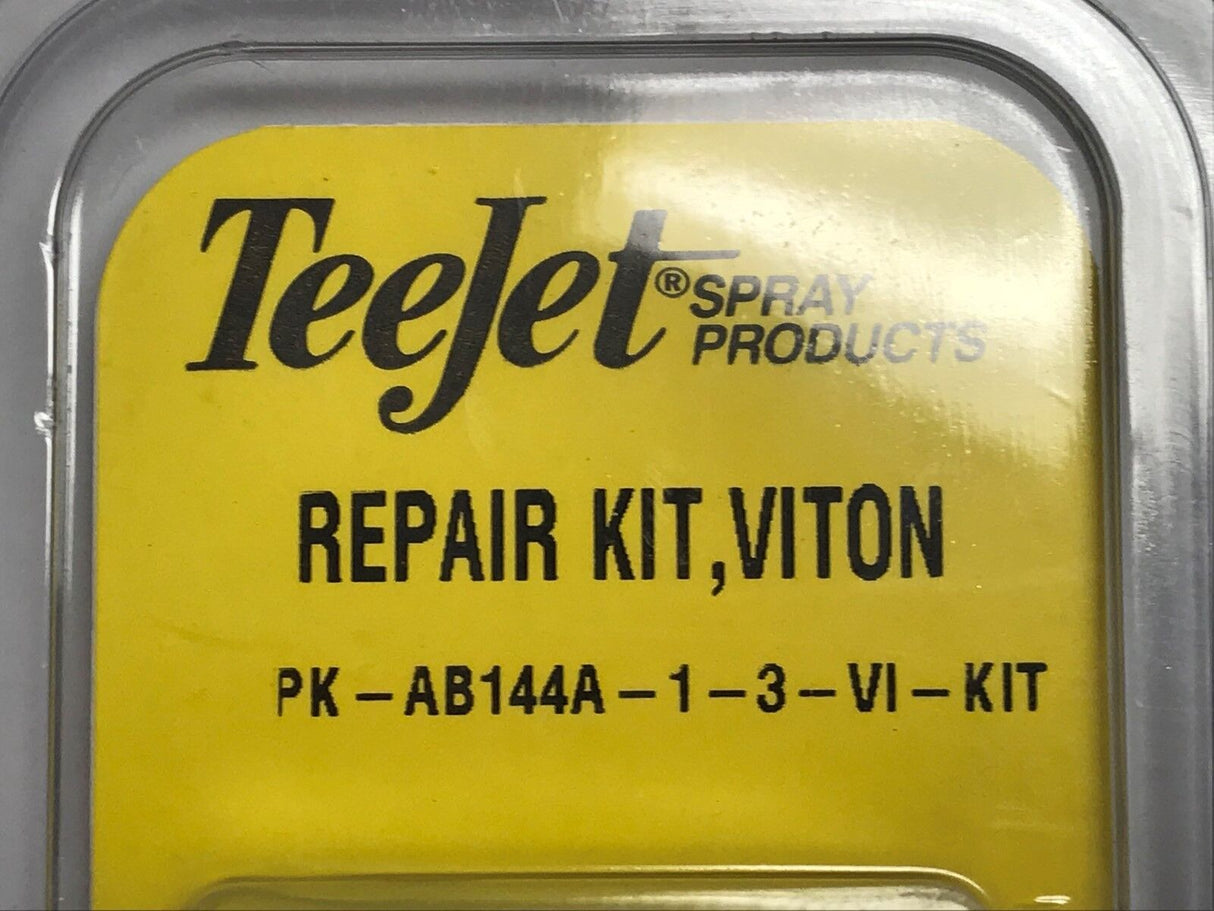 TeeJet® SPRAY
PRODUCTS
REPAIR KIT,VITON
PK-AB144A-1-3-VI-KIT